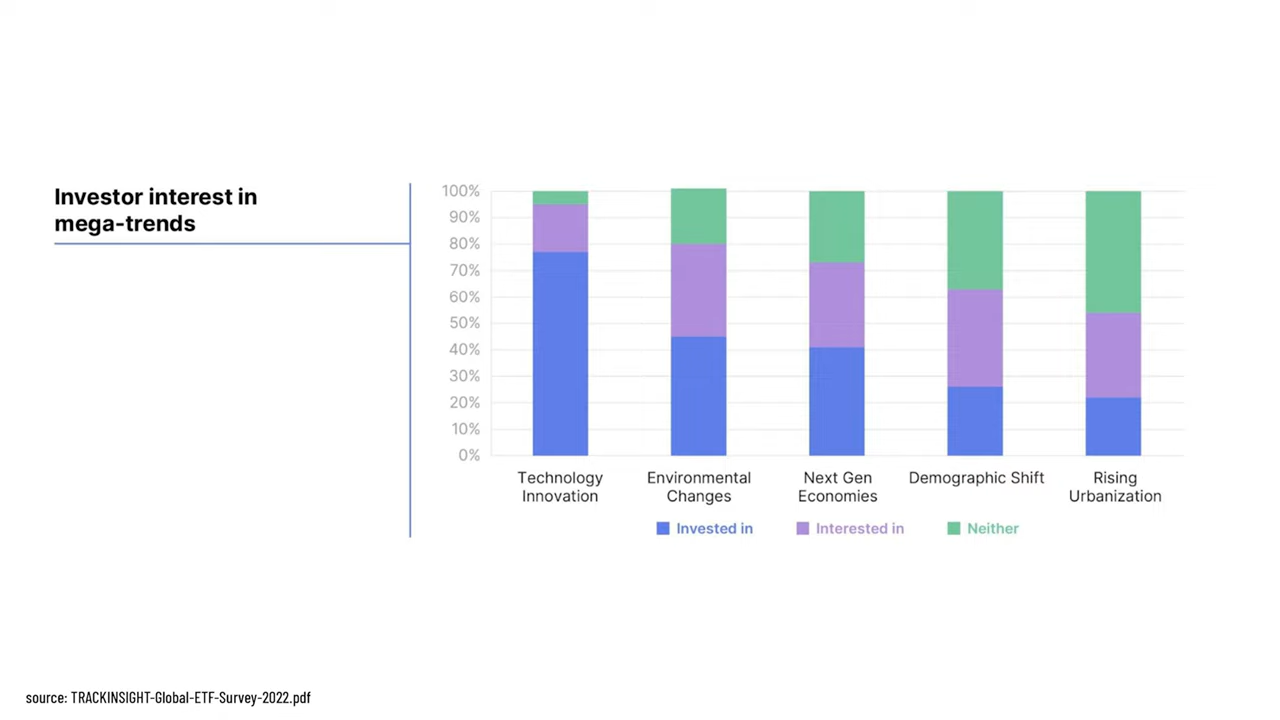 Investor interest in
mega-trends
100%
90%
80%
70%
60%
50%
40%
30%
20%
10%
0%
Technology
Innovation
Environmental
Changes
Next Gen
Economies
Demographic Shift
Rising
Urbanization
Invested in
Interested in
Neither
source: TRACKINSIGHT-Global-ETF-Survey-2022.pdf